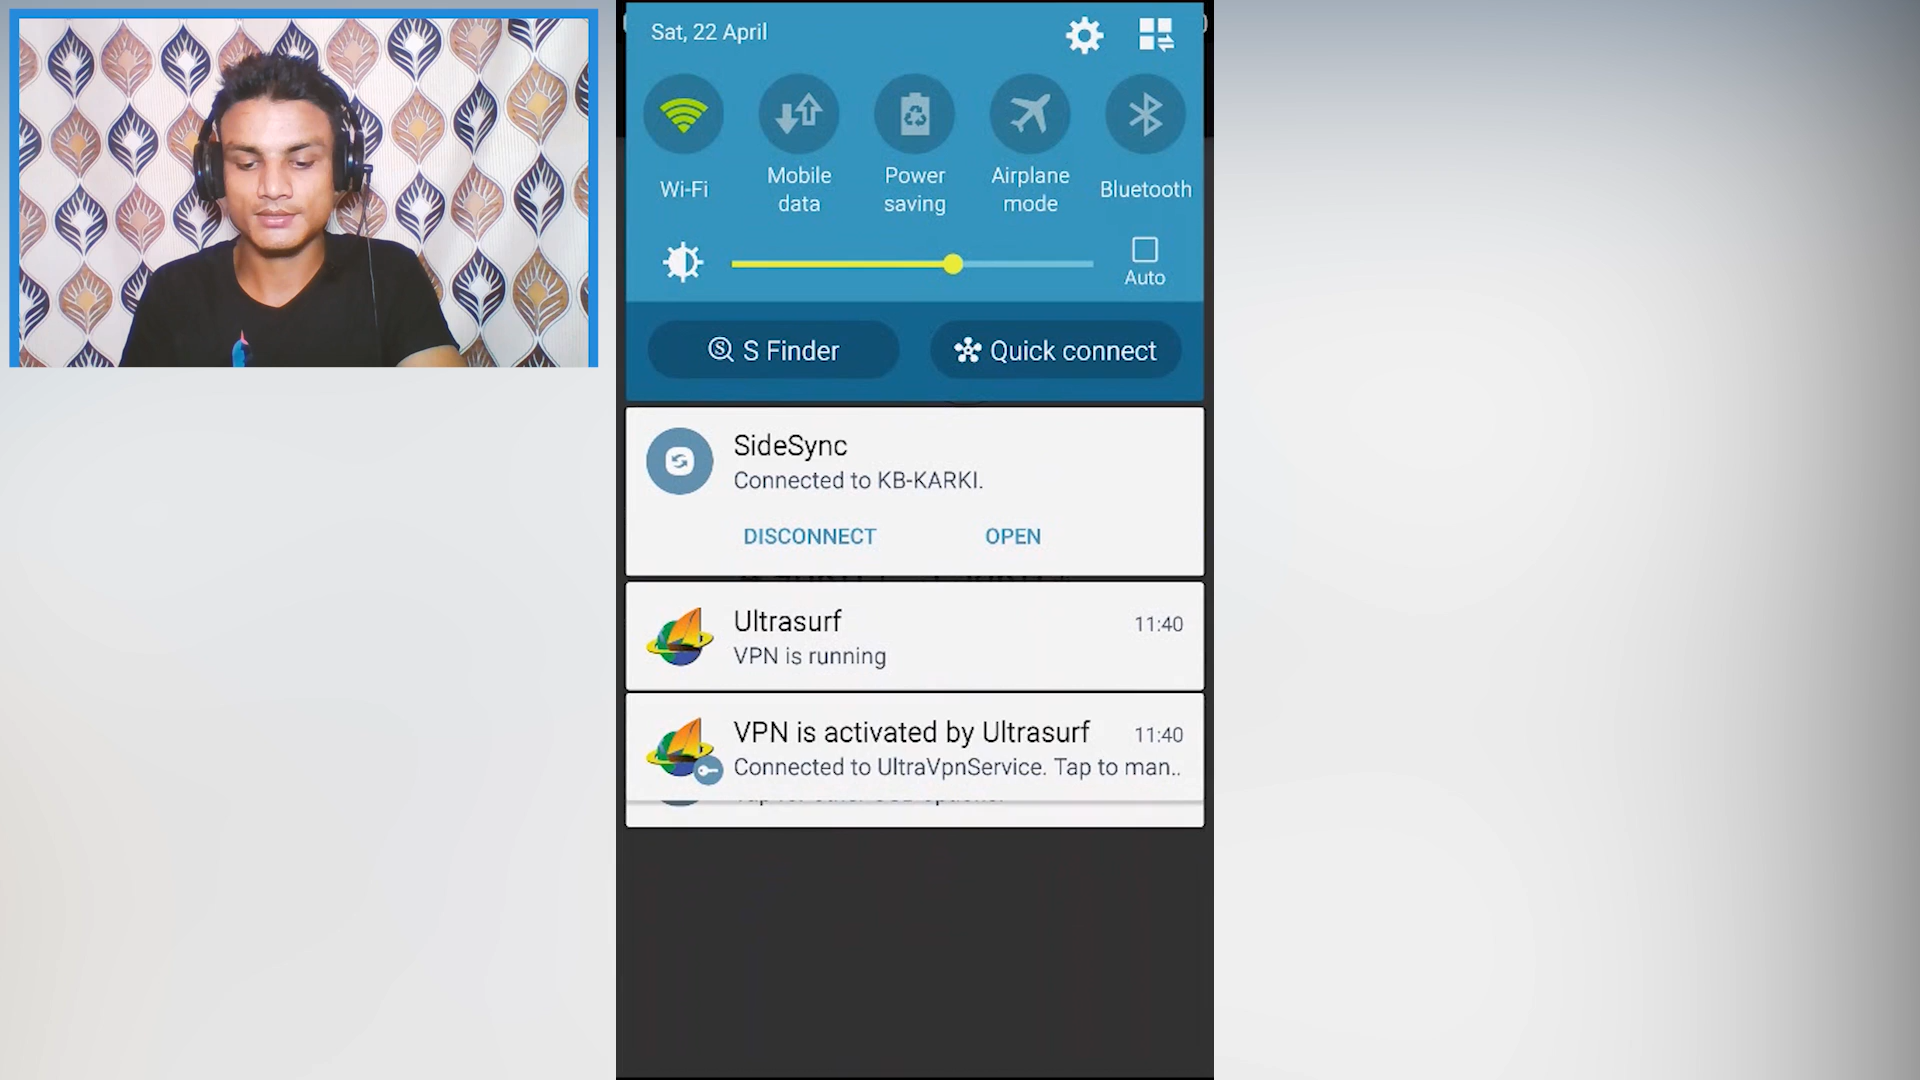 Sat, 22 April
Wi-Fi
Mobile
data
Power
saving
Airplane
mode
Bluetooth
Auto
S Finder
Quick connect
SideSync
Connected to KB-KARKI.
DISCONNECT
OPEN
Ultrasurf
11:40
VPN is running
VPN is activated by Ultrasurf
11:40
Connected to UltraVpnService. Tap to man..